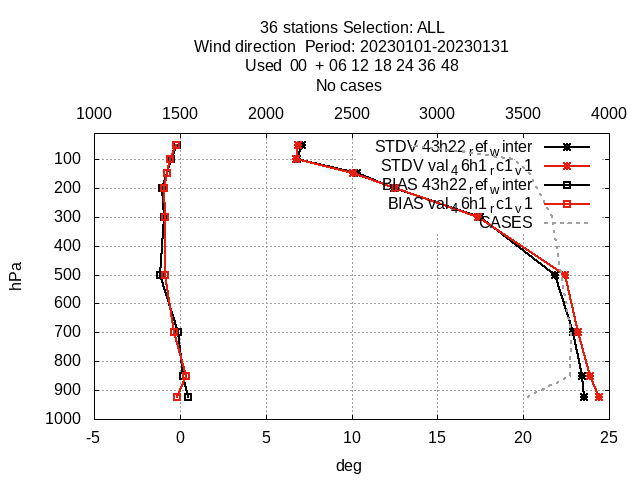 36 stations Selection: ALL
Wind direction  Period: 20230101-20230131
Used  00  + 06 12 18 24 36 48
No cases
1000 1500 2000 2500 3000 3500 4000
STDV 43h22_ref_winter
STDV val_46h1_rc1_v1
BIAS 43h22_ref_winter
BIAS val_46h1_rc1_v1
CASES
100
200
300
400
500
600
700
800
900
1000
hPa
-5 0 5 10 15 20 25
deg